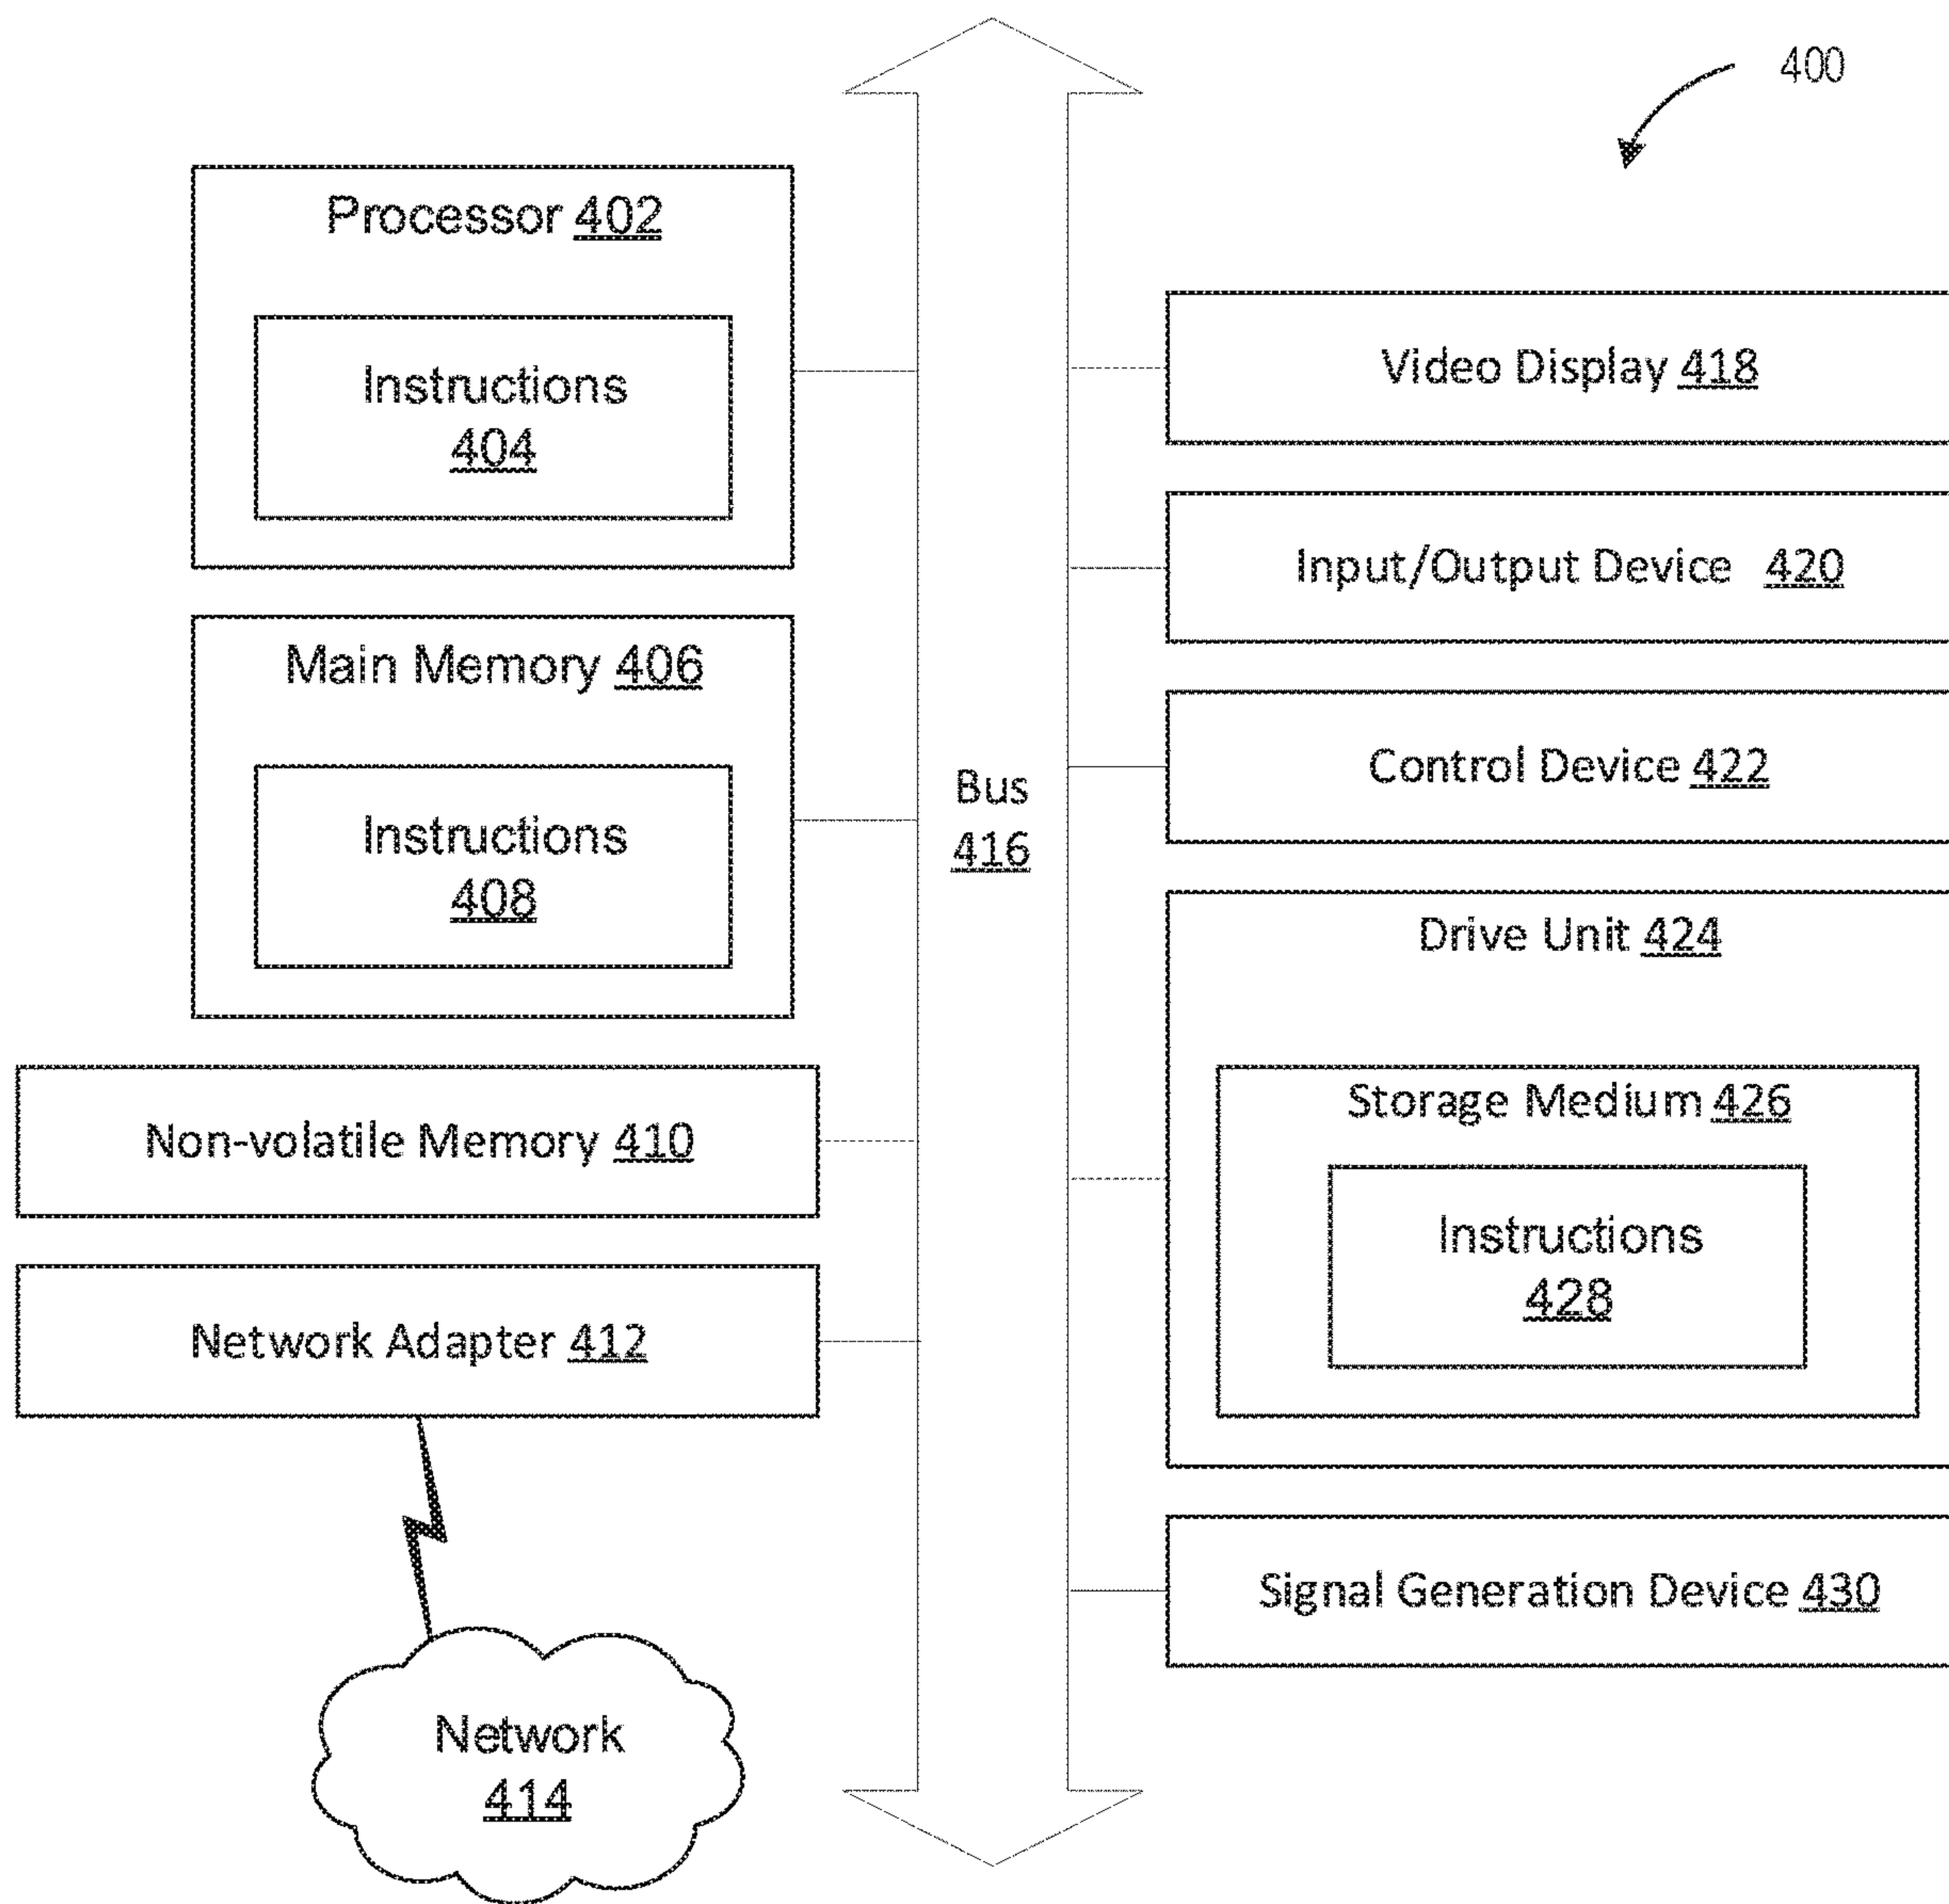 400
Processor 402
Instructions
404
Main Memory 406
Instructions
408
Non-volatile Memory 410
Network Adapter 412
Network
414
Bus
416
Video Display 418
Input/Output Device 420
Control Device 422
Drive Unit 424
Storage Medium 426
Instructions
428
Signal Generation Device 430